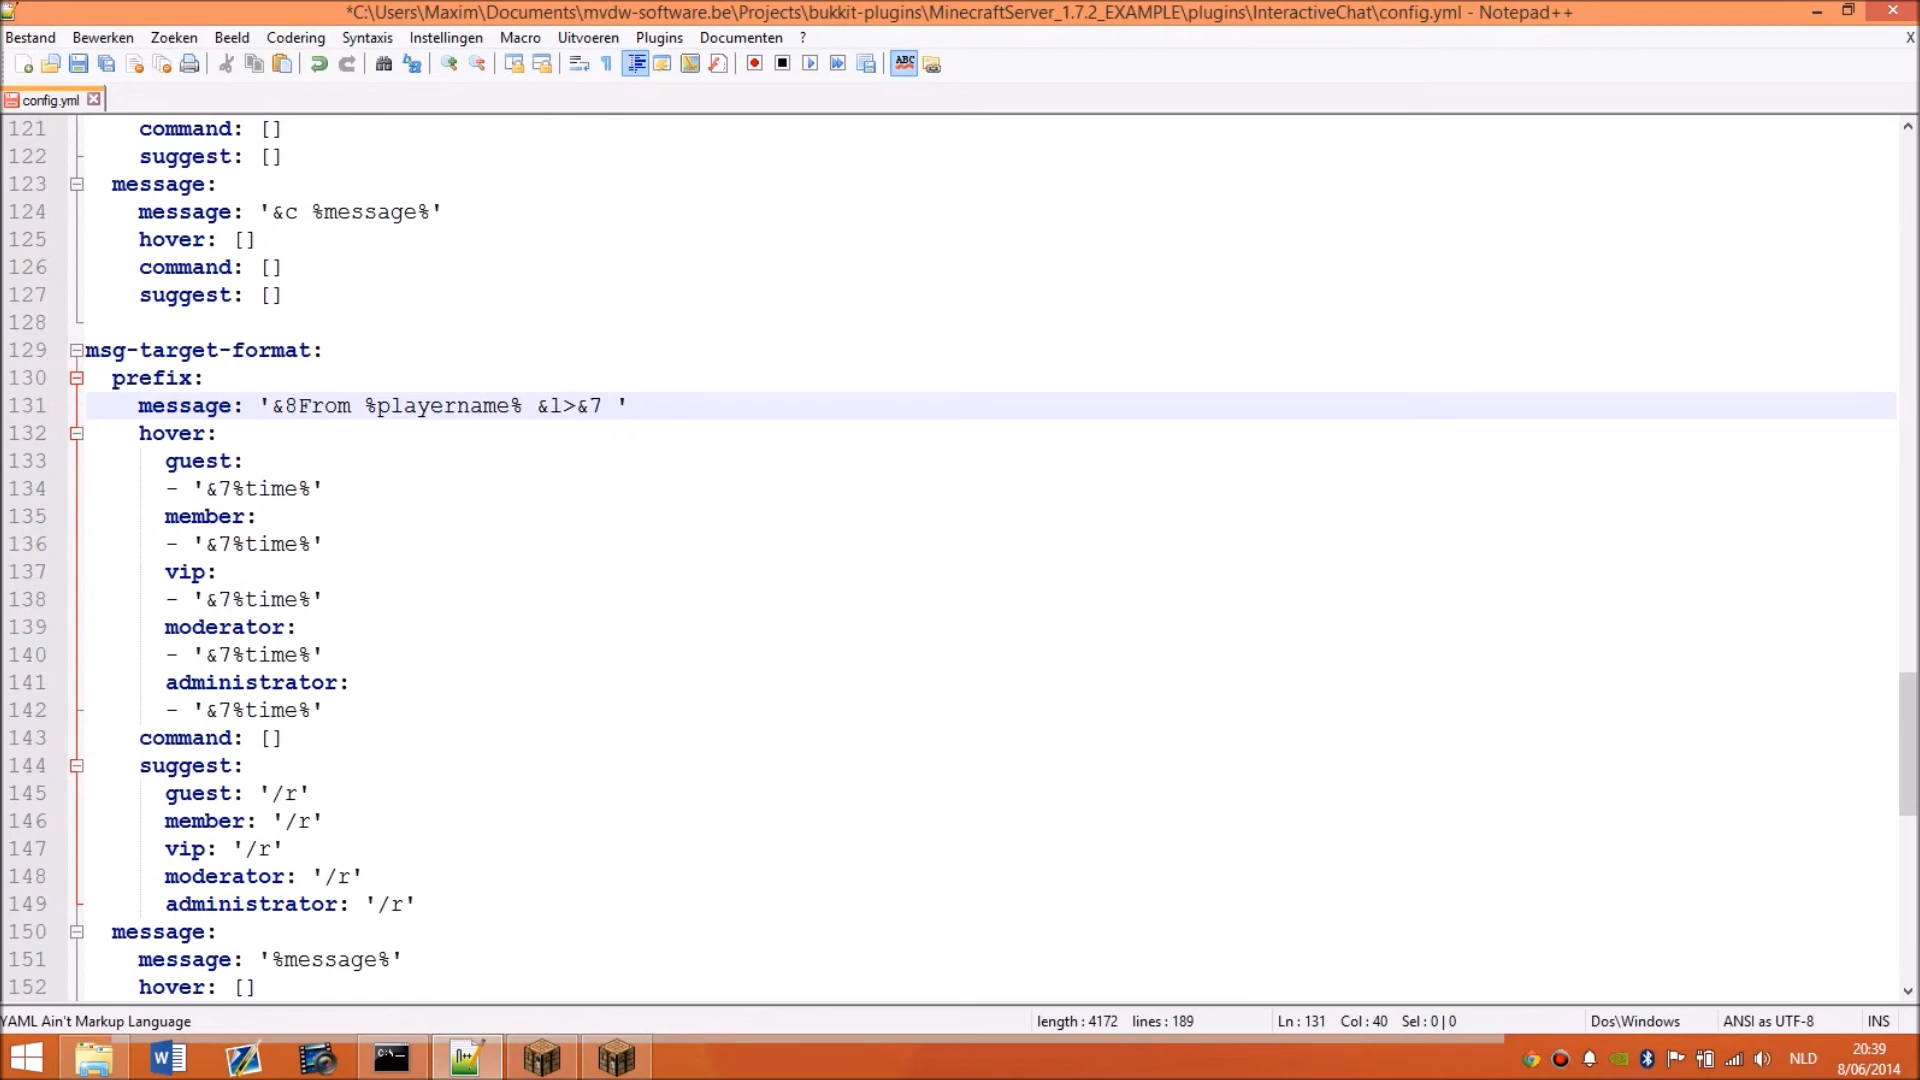 *C:\Users\Maxim\Documents\mvdw-software.be\Projects\bukkit-plugins\MinecraftServer_1.7.2_EXAMPLE\plugins\InteractiveChat\config.yml - Notepad++
Bestand Bewerken Zoeken Beeld Codering Syntaxis Instellingen Macro Uitvoeren Plugins Documenten ? X
ABC
config.yml
121 command: []
122 suggest: []
123 message:
124 message: '&c %message%'
125 hover: []
126 command: []
127 suggest: []
128
129 msg-target-format:
130 prefix:
131 message: '&8From %playername% &l>&7 '
132 hover:
133 guest:
134 - '&7%time%'
135 member:
136 - '&7%time%'
137 vip:
138 - '&7%time%'
139 moderator:
140 - '&7%time%'
141 administrator:
142 - '&7%time%'
143 command: []
144 suggest:
145 guest: '/r'
146 member: '/r'
147 vip: '/r'
148 moderator: '/r'
149 administrator: '/r'
150 message:
151 message: '%message%'
152 hover: []
YAML Ain't Markup Language length : 4172 lines : 189 Ln : 131 Col : 40 Sel : 0 | 0 Dos\Windows ANSI as UTF-8 INS
NLD 20:39
8/06/2014